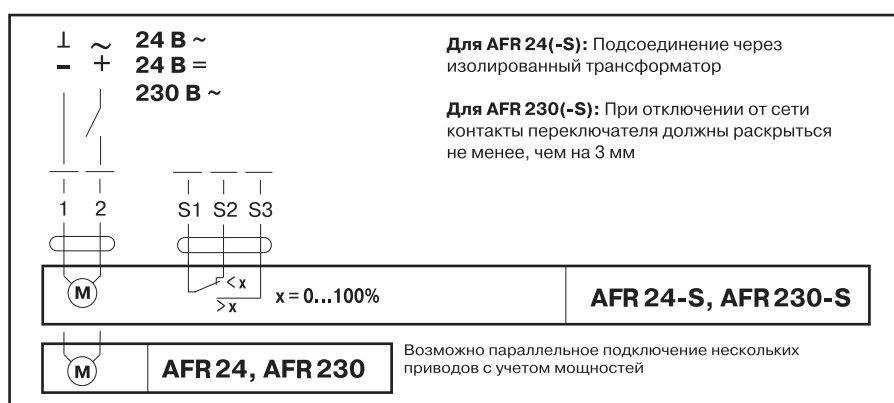 ⊥ ~ 24 В ~
– + 24 В =
230 В ~
Для AFR 24(-S): Подсоединение через
изолированный трансформатор
Для AFR 230(-S): При отключении от сети
контакты переключателя должны раскрыться
не менее, чем на 3 мм
1 2 S1 S2 S3
M
< x
> x
x = 0...100%
AFR 24-S, AFR 230-S
M
AFR 24, AFR 230
Возможно параллельное подключение нескольких
приводов с учетом мощностей